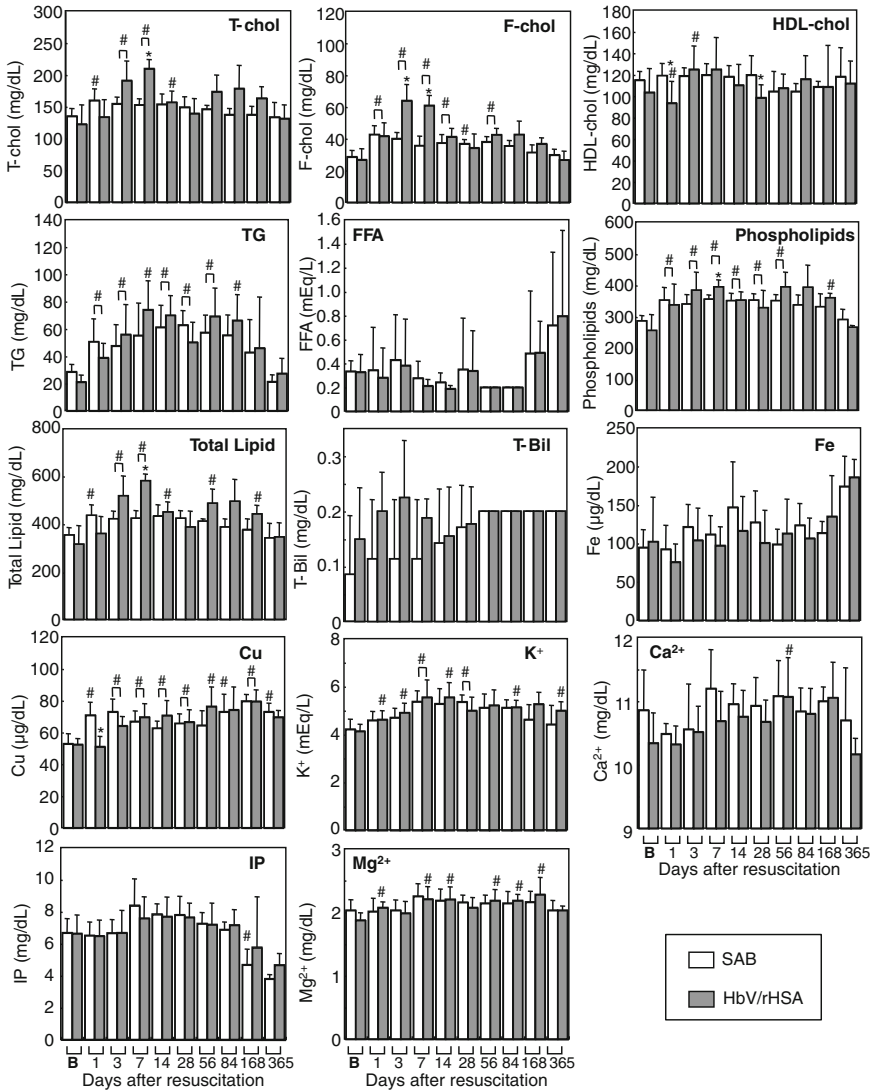 T-chol
T-chol (mg/dL)
300
250
200
150
100
50
0
# # # # *
F-chol
F-chol (mg/dL)
120
100
80
60
40
20
0
# # * # * # # #
HDL-chol
HDL-chol (mg/dL)
180
160
140
120
100
80
60
40
20
0
* # # *
TG
TG (mg/dL)
140
120
100
80
60
40
20
0
# # # # # # #
FFA
FFA (mEq/L)
1.6
1.4
1.2
1.0
0.8
0.6
0.4
0.2
0
Phospholipids
Phospholipids (mg/dL)
600
500
400
300
200
100
0
# # # * # # # #
Total Lipid
Total Lipid (mg/dL)
800
600
400
200
0
# # # * # # #
T-Bil
T-Bil (mg/dL)
0.3
0.2
0.1
0
Fe
Fe (µg/dL)
200
150
100
50
0
Cu
Cu (µg/dL)
120
100
80
60
40
20
0
# * # # # # # # # #
K+
K+ (mEq/L)
8
6
4
2
0
# # # # # # #
Ca2+
Ca2+ (mg/dL)
12
11
10
9
#
B 1 3 7 14 28 56 84 168 365
Days after resuscitation
IP
IP (mg/dL)
12
10
8
6
4
2
0
#
B 1 3 7 14 28 56 84 168 365
Days after resuscitation
Mg2+
Mg2+ (mg/dL)
3
2
1
0
# # # # # #
B 1 3 7 14 28 56 84 168 365
Days after resuscitation
SAB
HbV/rHSA